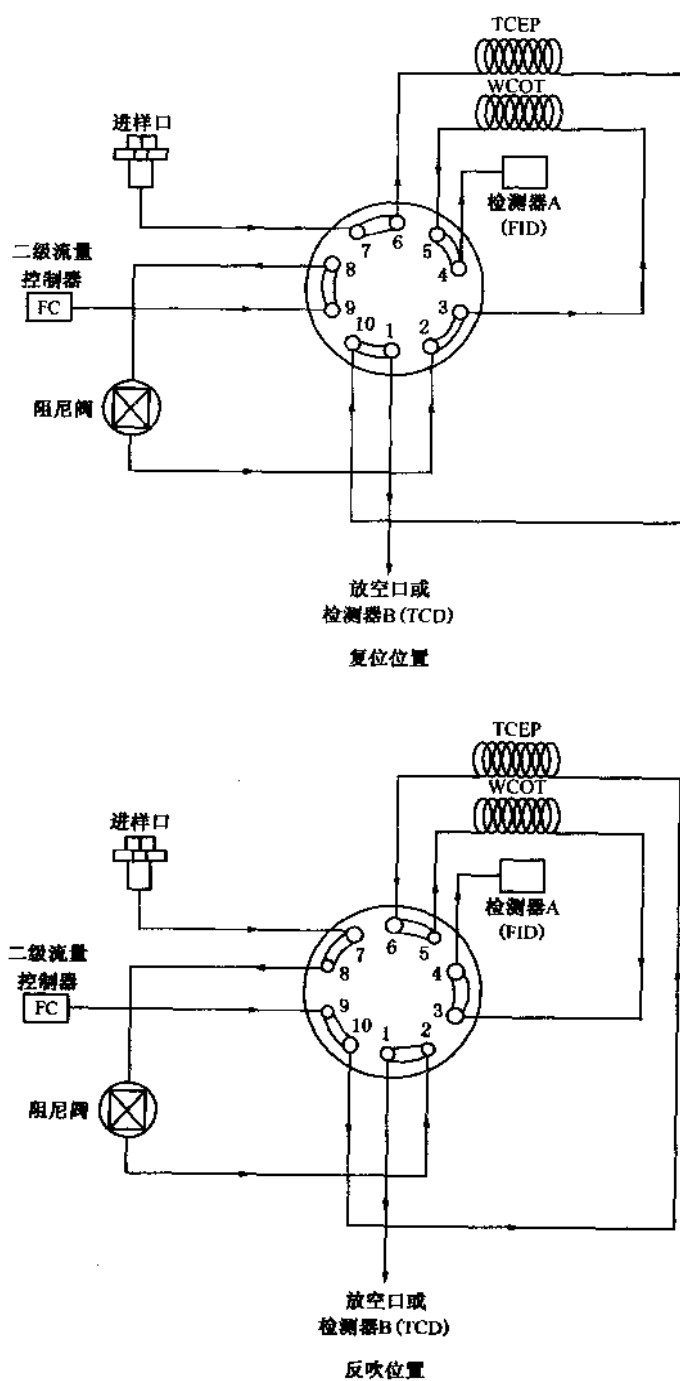 TCEP
WCOT
进样口
检测器A
(FID)
二级流量
控制器
FC
7
6
5
4
8
9
3
10
1
2
阻尼阀
放空口或
检测器B(TCD)
复位位置
TCEP
WCOT
进样口
检测器A
(FID)
二级流量
控制器
FC
7
6
5
8
4
9
3
10
1
2
阻尼阀
放空口或
检测器B(TCD)
反吹位置